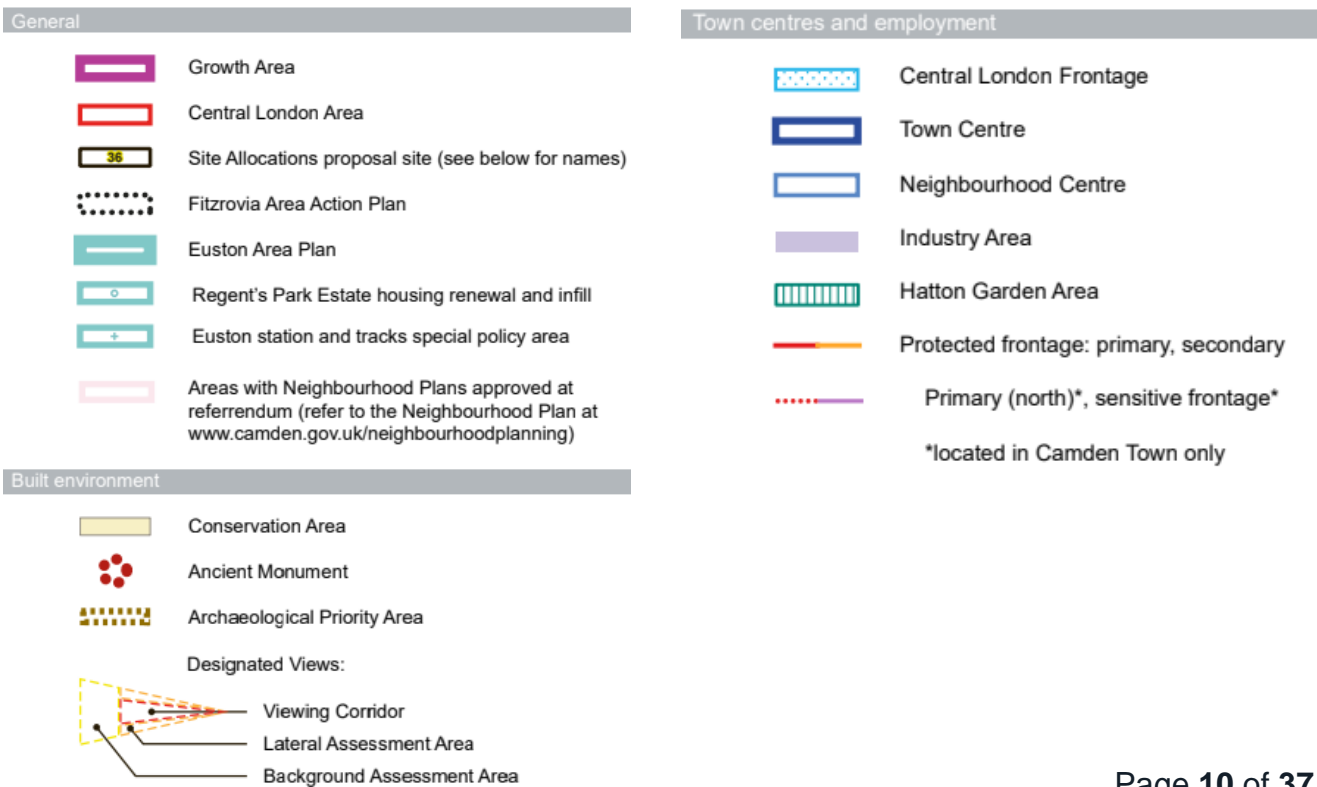 General
Growth Area
Central London Area
36
Site Allocations proposal site (see below for names)
Fitzrovia Area Action Plan
Euston Area Plan
Regent's Park Estate housing renewal and infill
Euston station and tracks special policy area
Areas with Neighbourhood Plans approved at
referrendum (refer to the Neighbourhood Plan at
www.camden.gov.uk/neighbourhoodplanning)
Built environment
Conservation Area
Ancient Monument
Archaeological Priority Area
Designated Views:
Viewing Corridor
Lateral Assessment Area
Background Assessment Area
Town centres and employment
Central London Frontage
Town Centre
Neighbourhood Centre
Industry Area
Hatton Garden Area
Protected frontage: primary, secondary
Primary (north)*, sensitive frontage*
*located in Camden Town only
Page 10 of 37